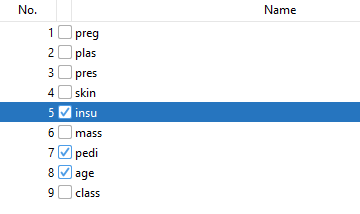 No. Name
1 preg
2 plas
3 pres
4 skin
5 insu
6 mass
7 pedi
8 age
9 class